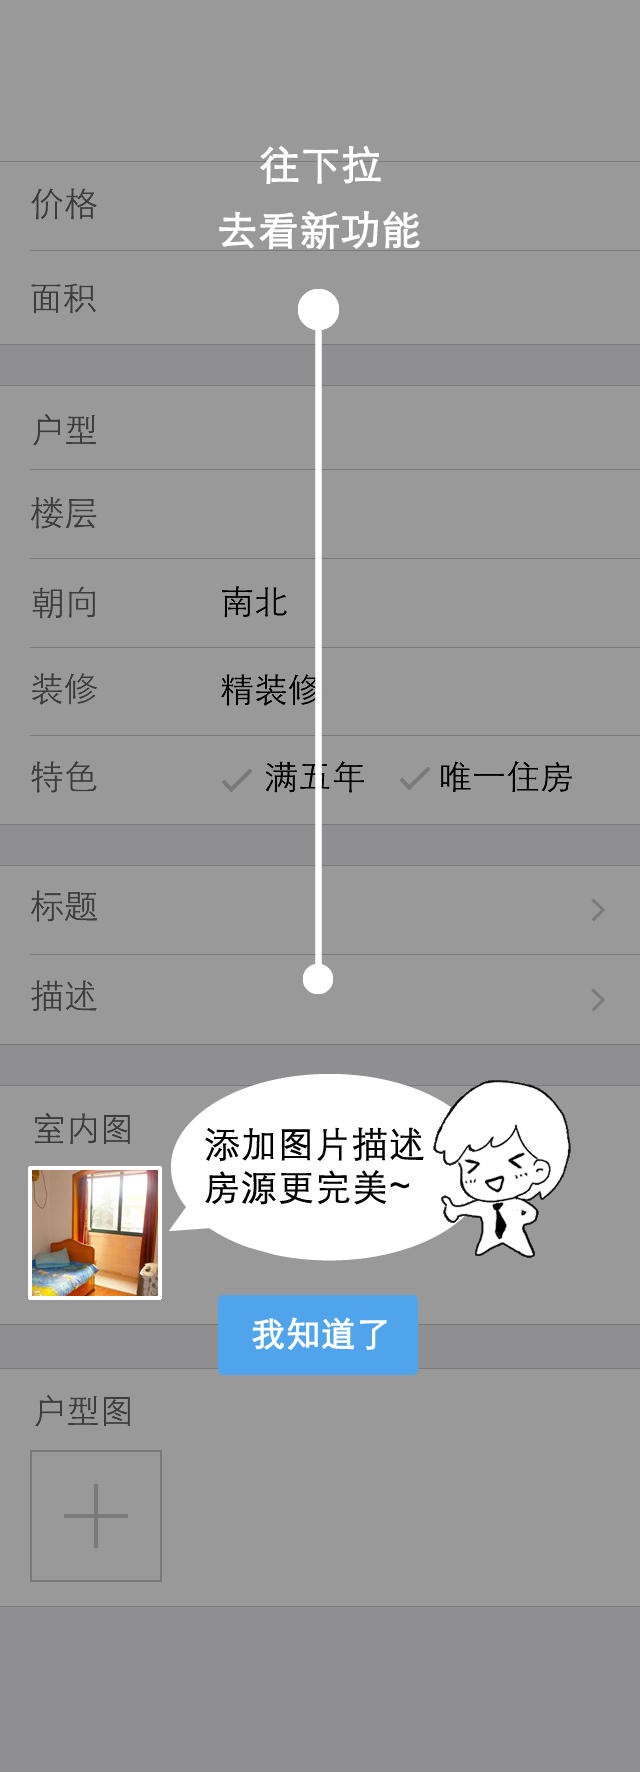 往下拉
价格
去看新功能
面积
户型
楼层
朝向 南北
装修 精装修
特色 满五年 唯一住房
标题
描述
室内图
添加图片描述
房源更完美~
我知道了
户型图